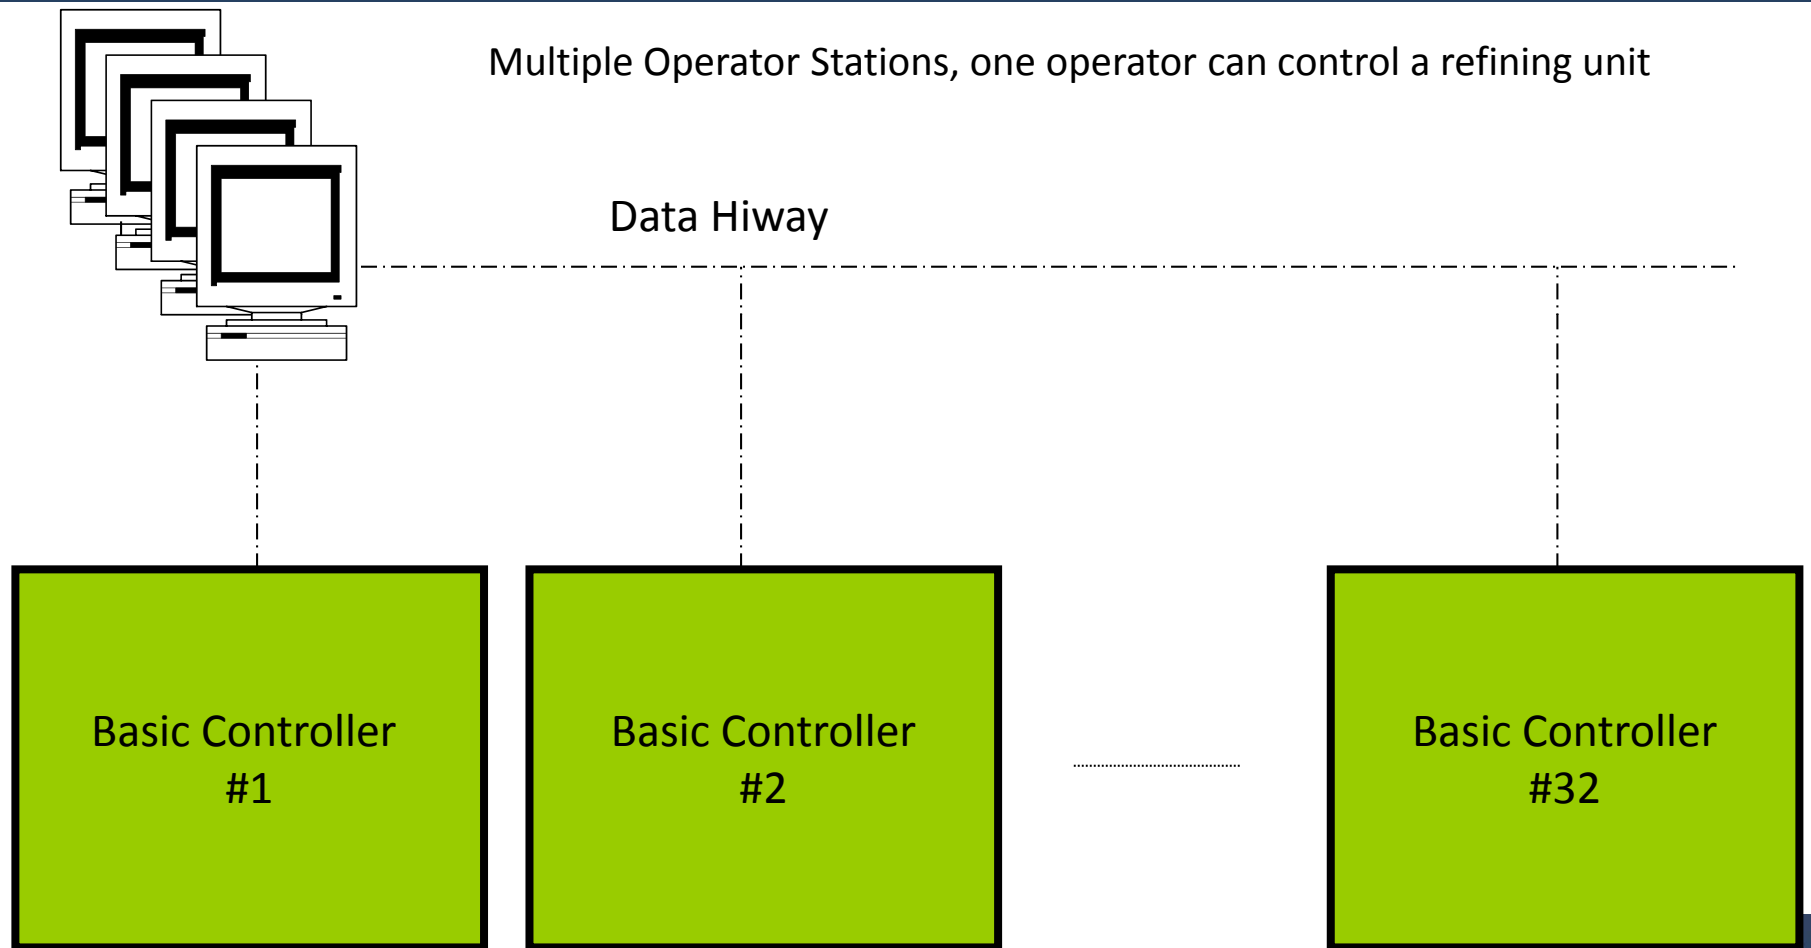 Multiple Operator Stations, one operator can control a refining unit
Data Hiway
Basic Controller
#1
Basic Controller
#2
Basic Controller
#32